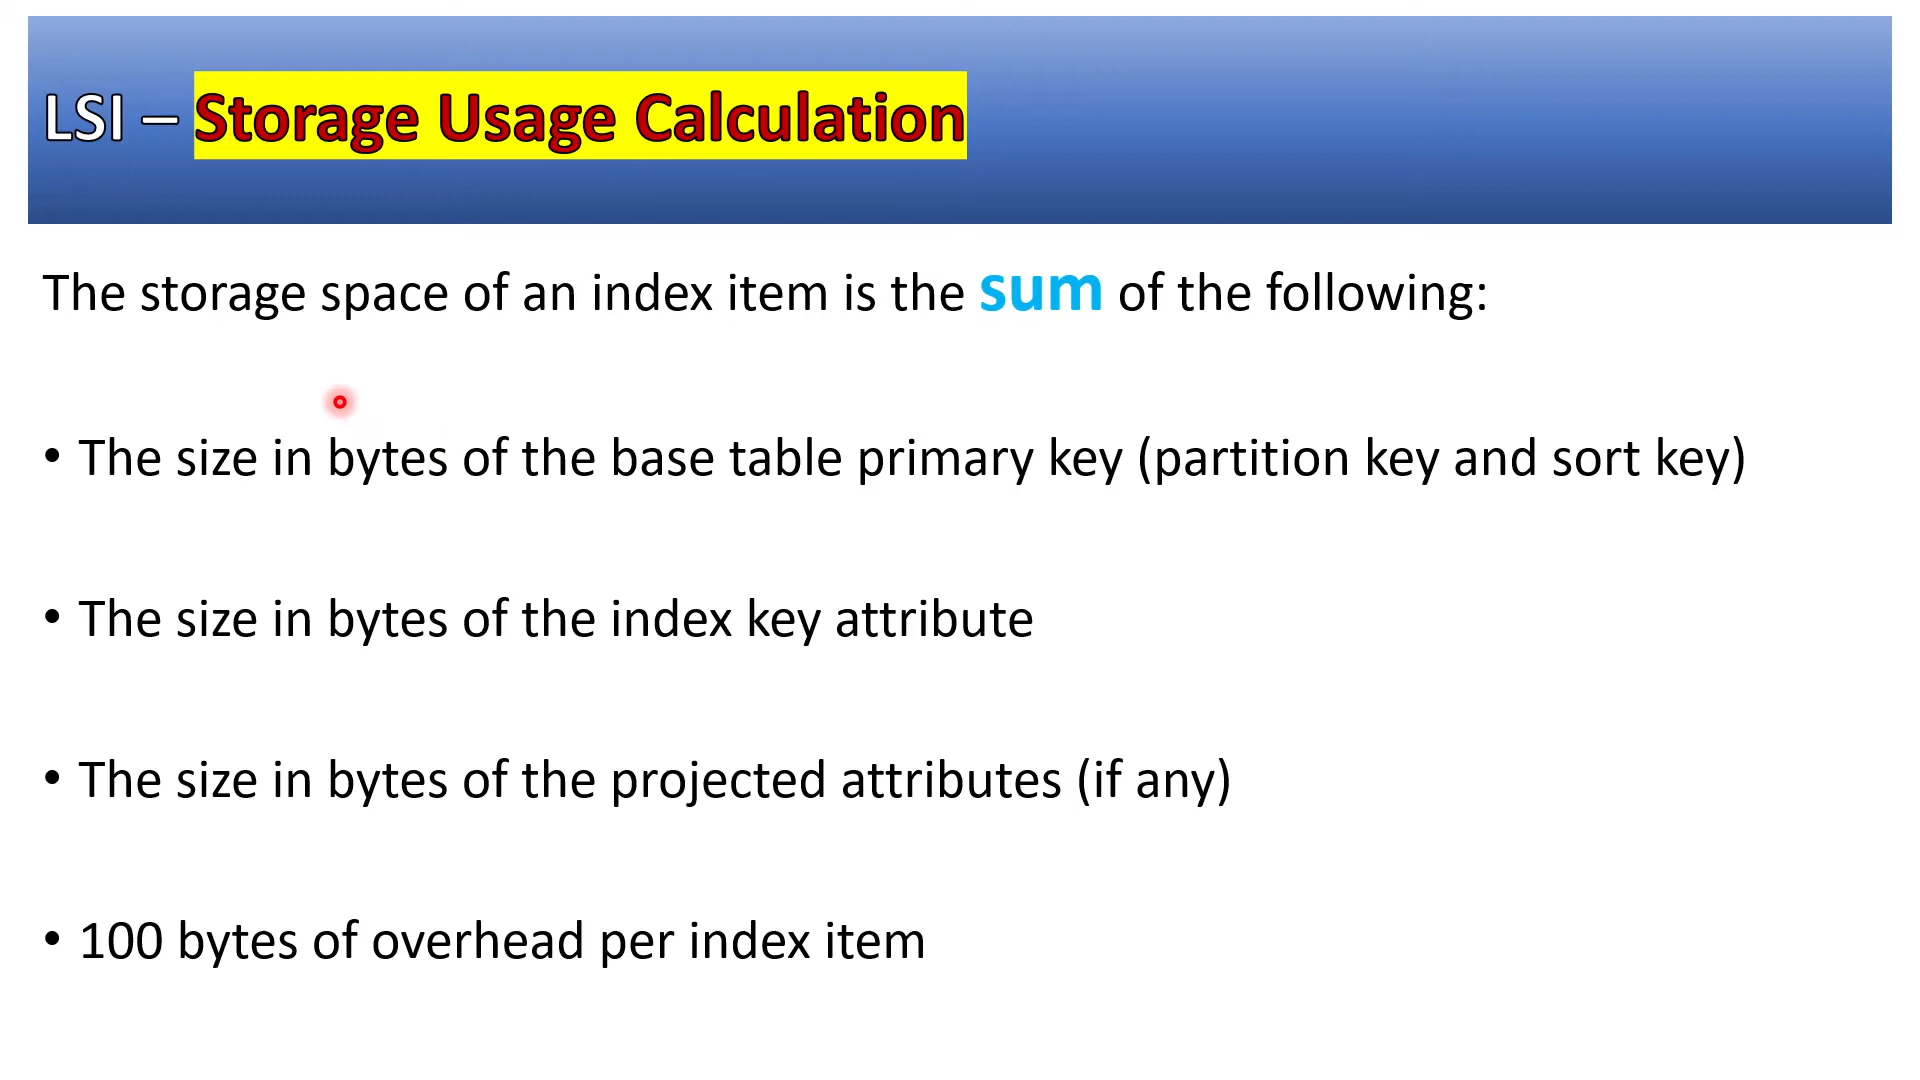 LSI – Storage Usage Calculation
The storage space of an index item is the sum of the following:
• The size in bytes of the base table primary key (partition key and sort key)
• The size in bytes of the index key attribute
• The size in bytes of the projected attributes (if any)
• 100 bytes of overhead per index item